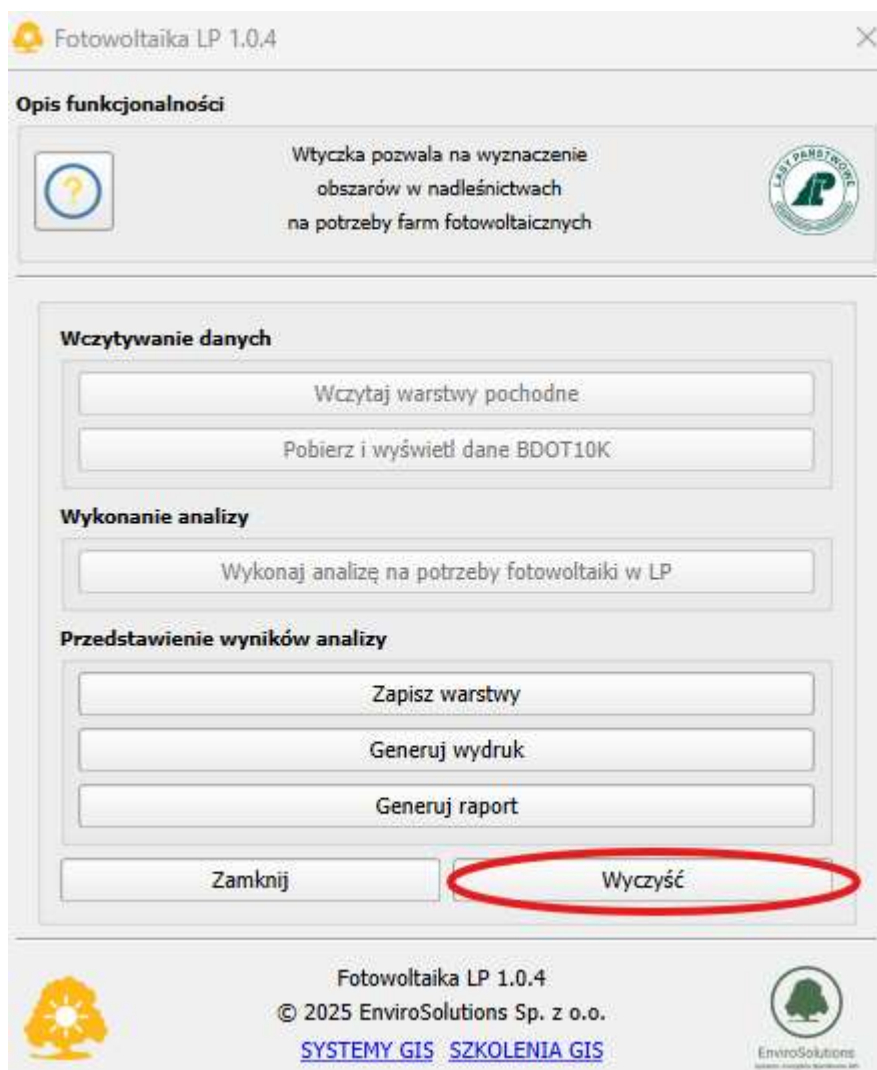 Fotowoltaika LP 1.0.4
Opis funkcjonalności
?
Wtyczka pozwala na wyznaczenie
obszarów w nadleśnictwach
na potrzeby farm fotowoltaicznych
LASY PAŃSTWOWE
LP
Wczytywanie danych
Wczytaj warstwy pochodne
Pobierz i wyświetl dane BDOT10K
Wykonanie analizy
Wykonaj analizę na potrzeby fotowoltaiki w LP
Przedstawienie wyników analizy
Zapisz warstwy
Generuj wydruk
Generuj raport
Zamknij
Wyczyść
Fotowoltaika LP 1.0.4
© 2025 EnviroSolutions Sp. z o.o.
SYSTEMY GIS SZKOLENIA GIS
EnviroSolutions